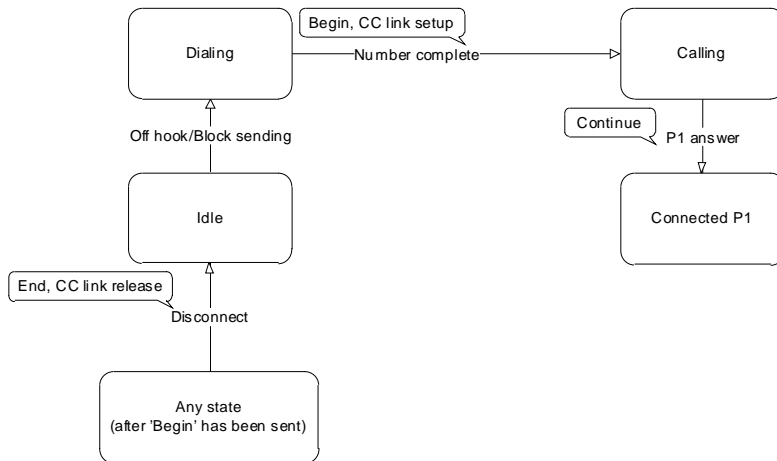 Begin, CC link setup
Dialing
Number complete
Calling
Continue
Off hook/Block sending
P1 answer
Idle
Connected P1
End, CC link release
Disconnect
Any state
(after 'Begin' has been sent)